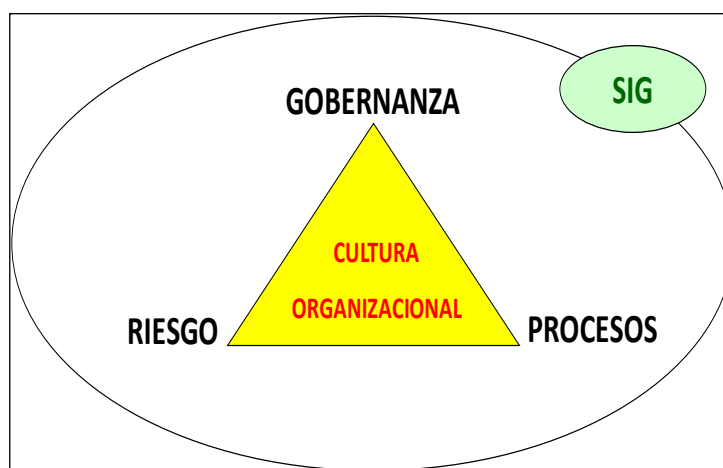 SIG
GOBERNANZA
CULTURA
ORGANIZACIONAL
RIESGO
PROCESOS